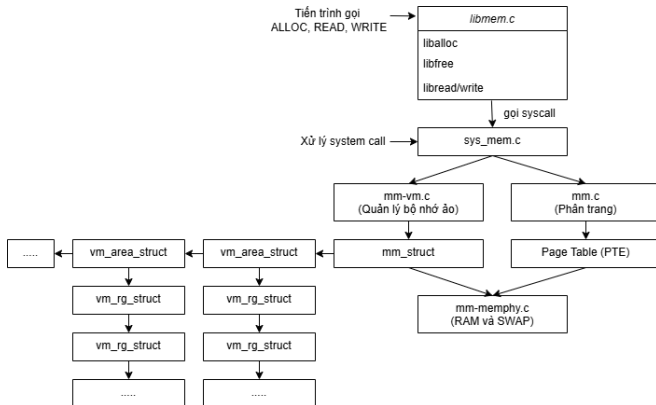 Tiến trình gọi
ALLOC, READ, WRITE
libmem.c
liballoc
libfree
libread/write
gọi syscall
Xử lý system call
sys_mem.c
mm-vm.c
(Quản lý bộ nhớ ảo)
mm.c
(Phân trang)
.....
vm_area_struct
vm_area_struct
mm_struct
Page Table (PTE)
vm_rg_struct
vm_rg_struct
mm-memphy.c
(RAM và SWAP)
vm_rg_struct
vm_rg_struct
.....
.....